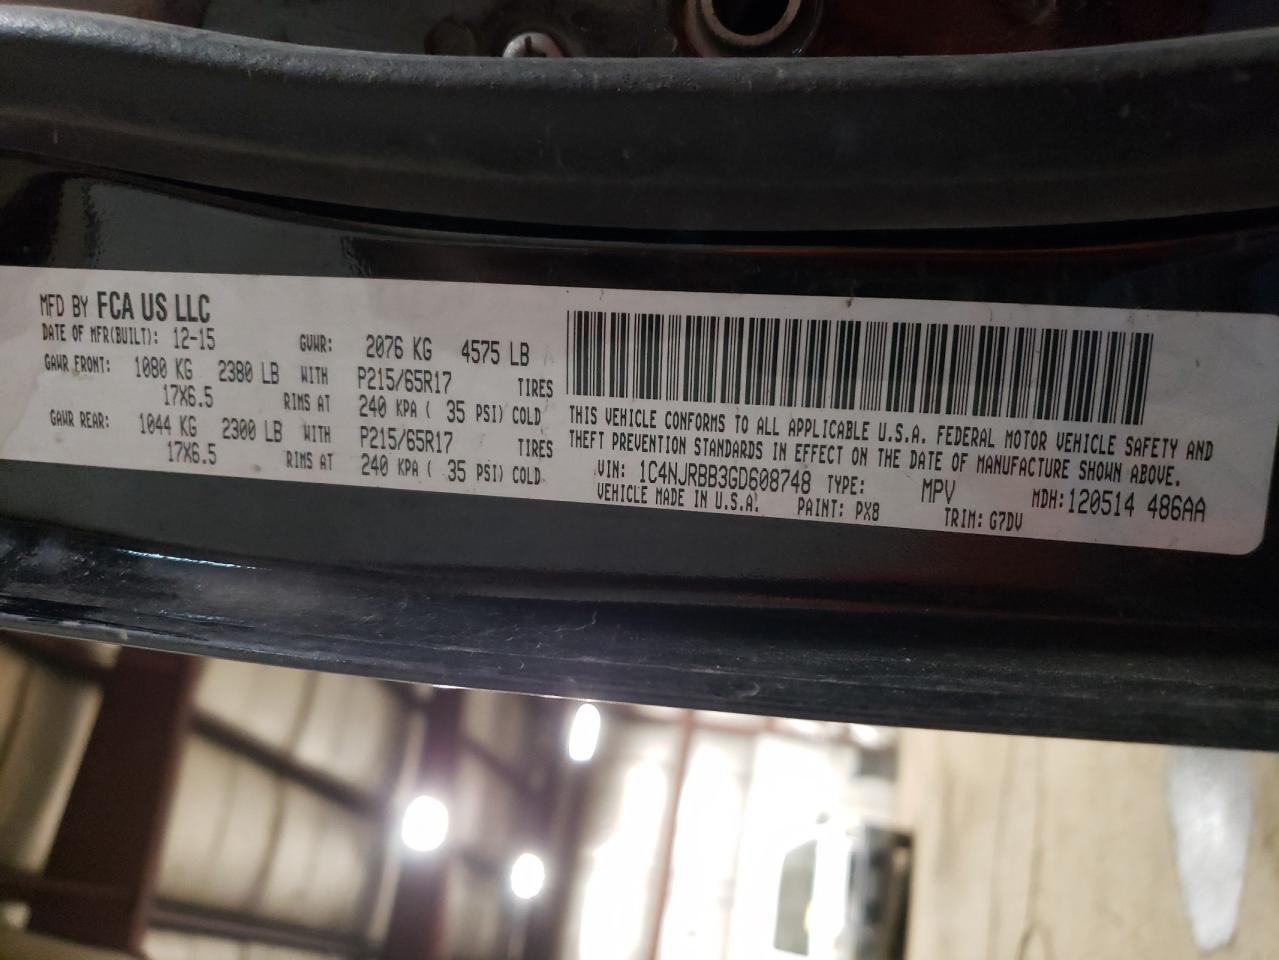 MFD BY FCA US LLC
DATE OF MFR(BUILT): 12-15 GVWR: 2076 KG 4575 LB
GAWR FRONT: 1080 KG 2380 LB WITH P215/65R17 TIRES
17X6.5 RIMS AT 240 KPA ( 35 PSI) COLD
GAWR REAR: 1044 KG 2300 LB WITH P215/65R17 TIRES
17X6.5 RIMS AT 240 KPA ( 35 PSI) COLD
THIS VEHICLE CONFORMS TO ALL APPLICABLE U.S.A. FEDERAL MOTOR VEHICLE SAFETY AND
THEFT PREVENTION STANDARDS IN EFFECT ON THE DATE OF MANUFACTURE SHOWN ABOVE.
VIN: 1C4NJRBB3GD608748 TYPE: MPV MDH:120514 486AA
VEHICLE MADE IN U.S.A. PAINT: PX8 TRIM: G7DV